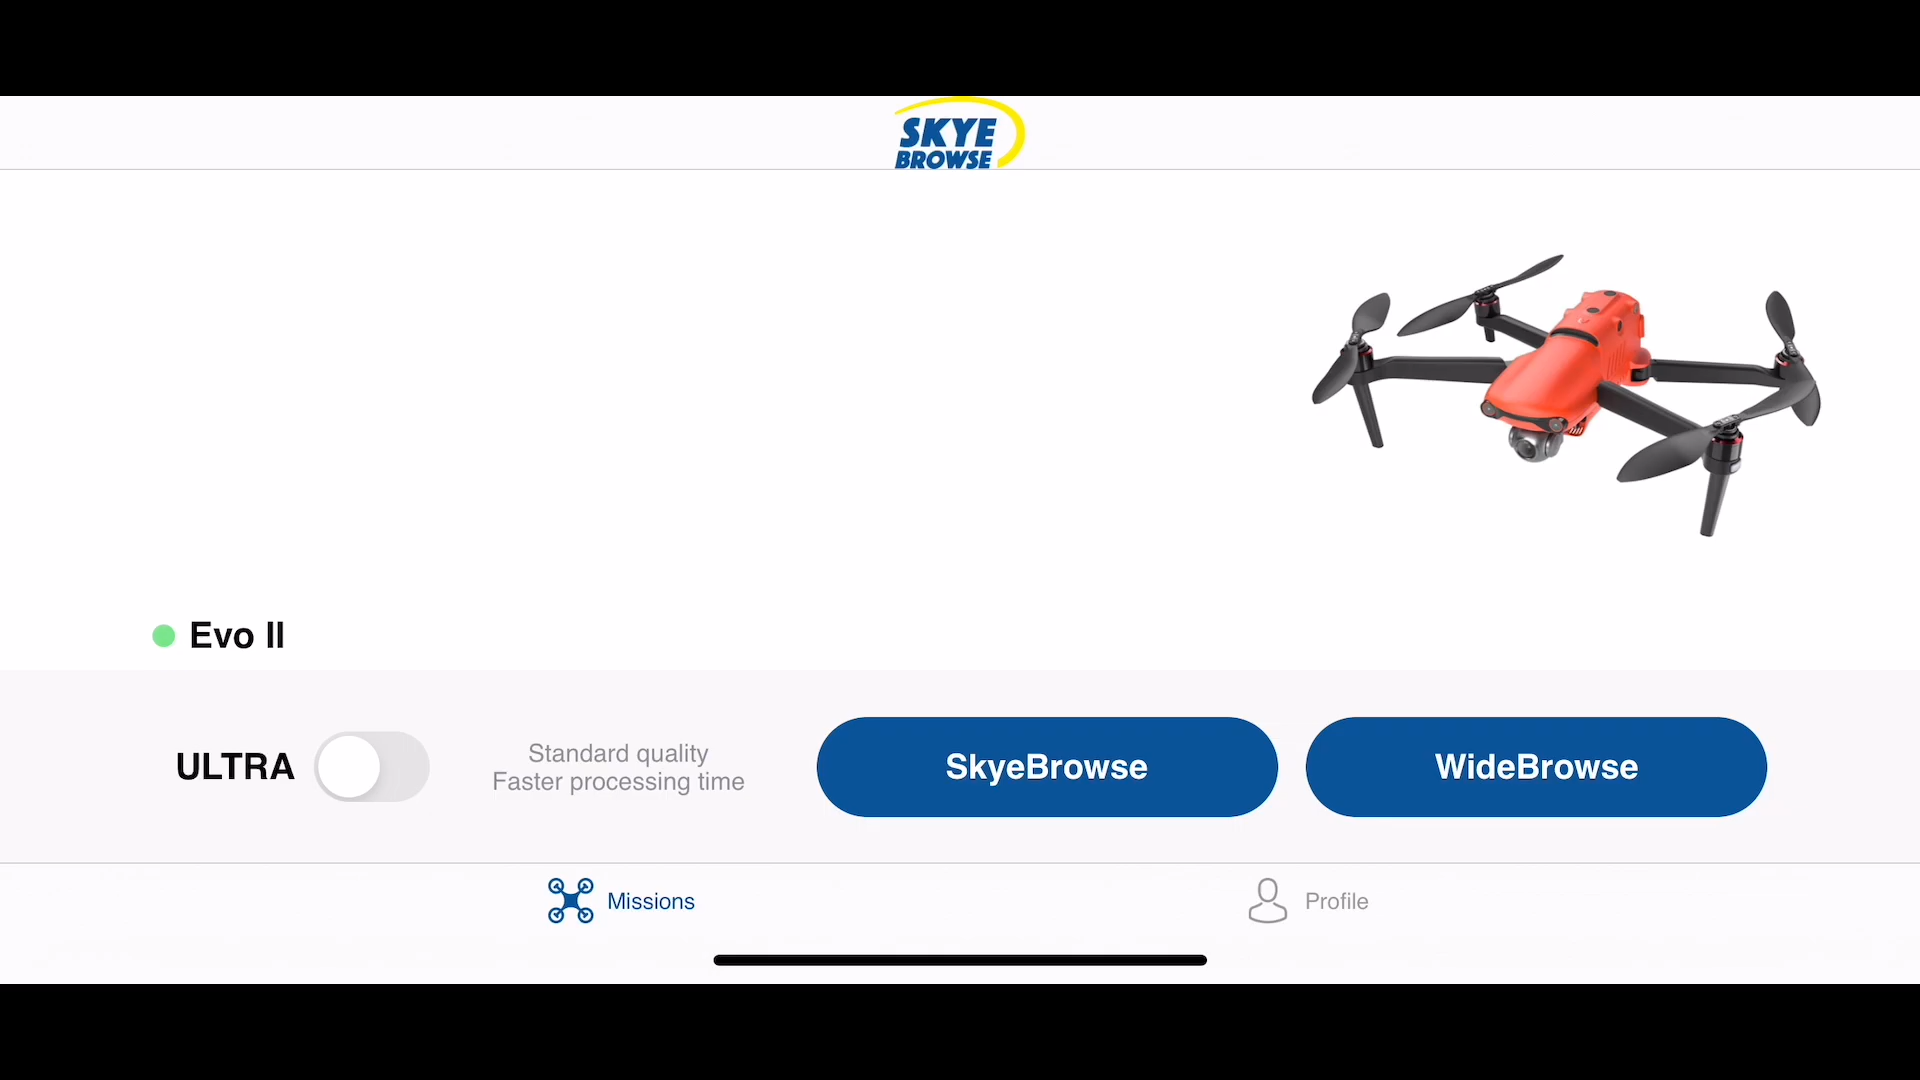 SKYE
BROWSE
Evo II
ULTRA
Standard quality
Faster processing time
SkyeBrowse
WideBrowse
Missions
Profile